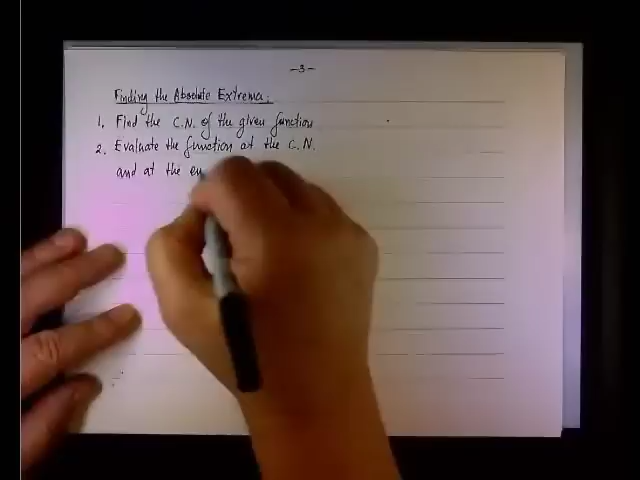 -3-
Finding the Absolute Extrema:
1. Find the C.N. of the given function
2. Evaluate the function at the C.N.
and at the en